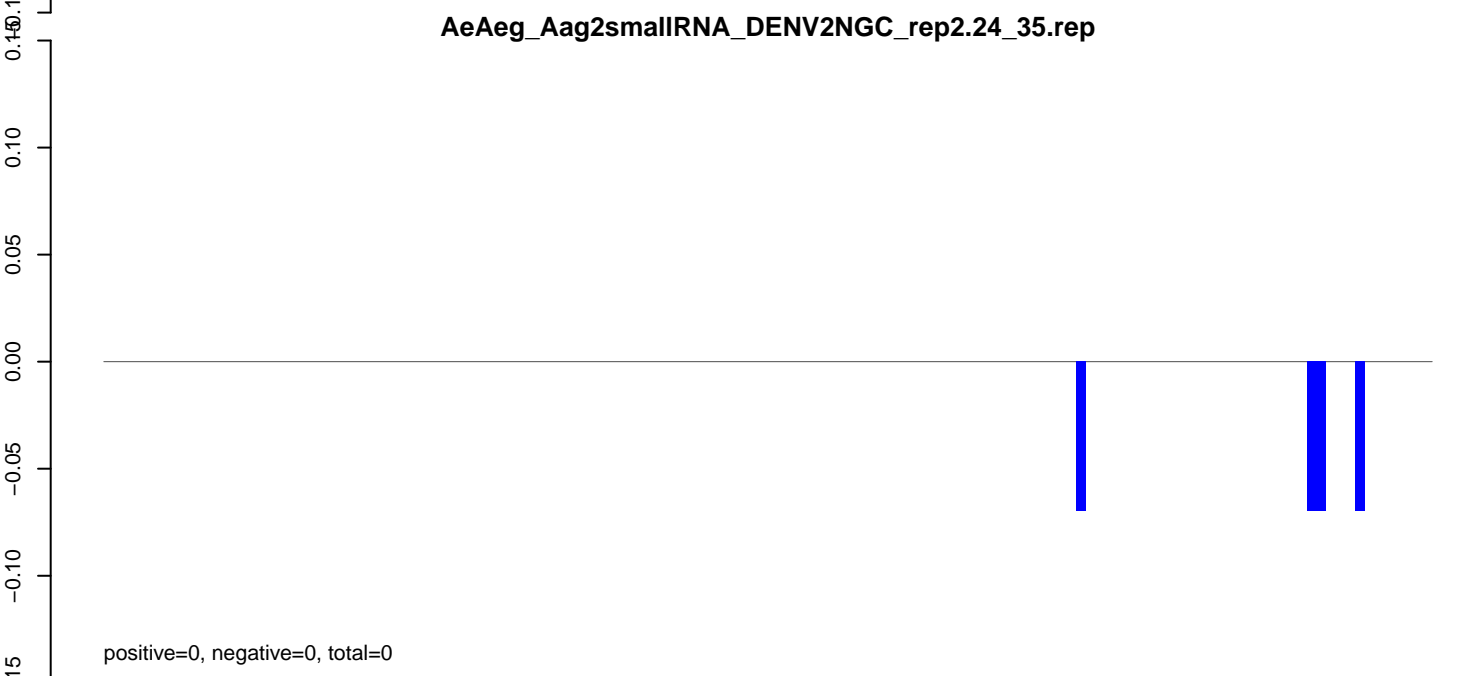 AeAeg_Aag2smallRNA_DENV2NGC_rep2.24_35.rep
0.10
0.05
0.00
−0.05
−0.10
positive=0, negative=0, total=0